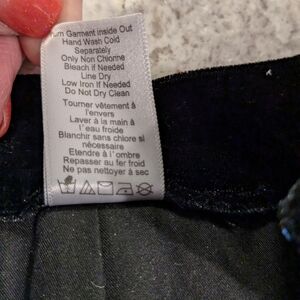 Turn Garment Inside Out
Hand Wash Cold
Separately
Only Non Chlorine
Bleach if Needed
Line Dry
Low Iron If Needed
Do Not Dry Clean
Tourner vêtement à
l'envers
Laver à la main à
l'eau froide
Blanchir sans chlore si
nécessaire
Etendre à l'ombre
Repasser au fer froid
Ne pas nettoyer à sec